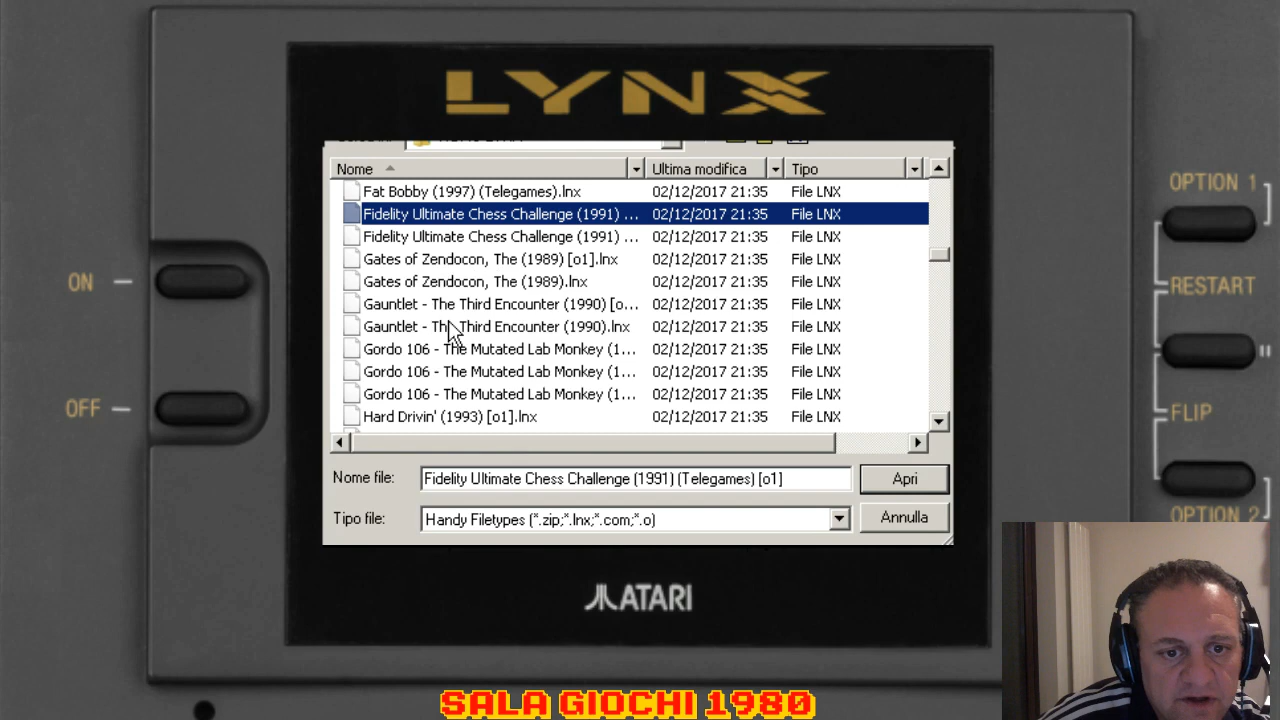 LYNX
Nome Ultima modifica Tipo
Fat Bobby (1997) (Telegames).lnx 02/12/2017 21:35 File LNX
Fidelity Ultimate Chess Challenge (1991) ... 02/12/2017 21:35 File LNX
Fidelity Ultimate Chess Challenge (1991) ... 02/12/2017 21:35 File LNX
Gates of Zendocon, The (1989) [o1].lnx 02/12/2017 21:35 File LNX
Gates of Zendocon, The (1989).lnx 02/12/2017 21:35 File LNX
Gauntlet - The Third Encounter (1990) [o... 02/12/2017 21:35 File LNX
Gauntlet - The Third Encounter (1990).lnx 02/12/2017 21:35 File LNX
Gordo 106 - The Mutated Lab Monkey (1... 02/12/2017 21:35 File LNX
Gordo 106 - The Mutated Lab Monkey (1... 02/12/2017 21:35 File LNX
Gordo 106 - The Mutated Lab Monkey (1... 02/12/2017 21:35 File LNX
Hard Drivin' (1993) [o1].lnx 02/12/2017 21:35 File LNX
Nome file: Fidelity Ultimate Chess Challenge (1991) (Telegames) [o1] Apri
Tipo file: Handy Filetypes (*.zip;*.lnx;*.com;*.o) Annulla
ON
OFF
OPTION 1
RESTART
FLIP
OPTION 2
ATARI
SALA GIOCHI 1980